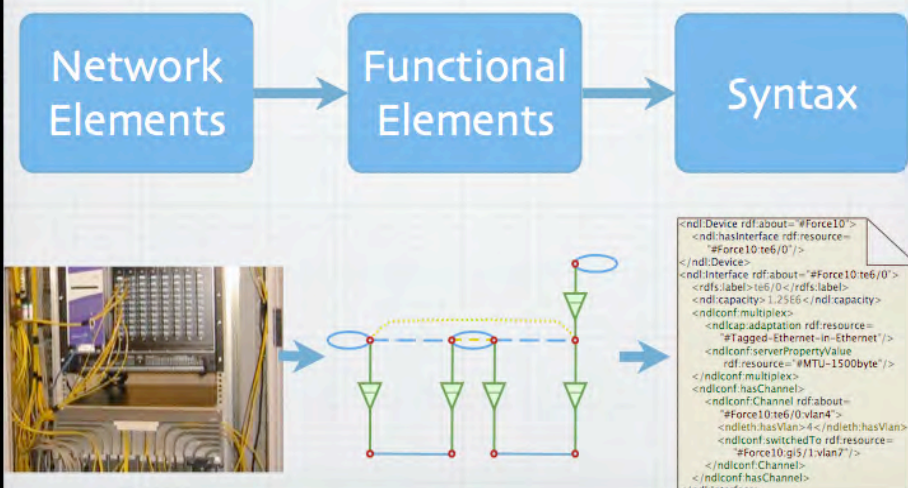 Network
Elements
Functional
Elements
Syntax
<ndl:Device rdf:about="#Force10">
<ndl:hasInterface rdf:resource=
"#Force10:te6/0"/>
</ndl:Device>
<ndl:Interface rdf:about="#Force10:te6/0">
<rdfs:label>te6/0</rdfs:label>
<ndl:capacity>1.25E6</ndl:capacity>
<ndlconf:multiplex>
<ndlcap:adaptation rdf:resource=
"#Tagged-Ethernet-in-Ethernet"/>
<ndlconf:serverPropertyValue
rdf:resource="#MTU-1500byte"/>
</ndlconf:multiplex>
<ndlconf:hasChannel>
<ndlconf:Channel rdf:about=
"#Force10:te6/0:vlan4">
<ndleth:hasVlan>4</ndleth:hasVlan>
<ndlconf:switchedTo rdf:resource=
"#Force10:gi5/1:vlan7"/>
</ndlconf:Channel>
</ndlconf:hasChannel>